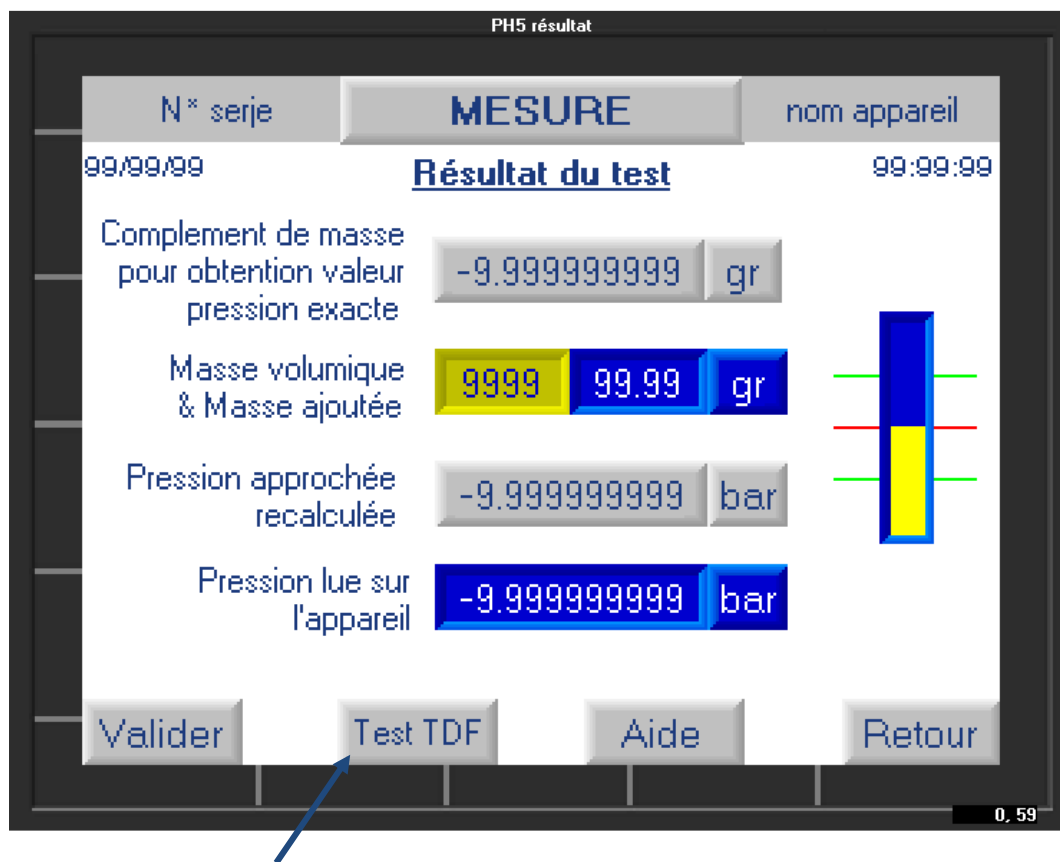 PH5 résultat
N° serje MESURE nom appareil
99/99/99 Résultat du test 99:99:99
Complement de masse
pour obtention valeur
pression exacte
-9.999999999 gr
Masse volumique
& Masse ajoutée
9999 99.99 gr
Pression approchée
recalculée
-9.999999999 bar
Pression lue sur
l'appareil
-9.999999999 bar
Valider Test TDF Aide Retour
0, 59